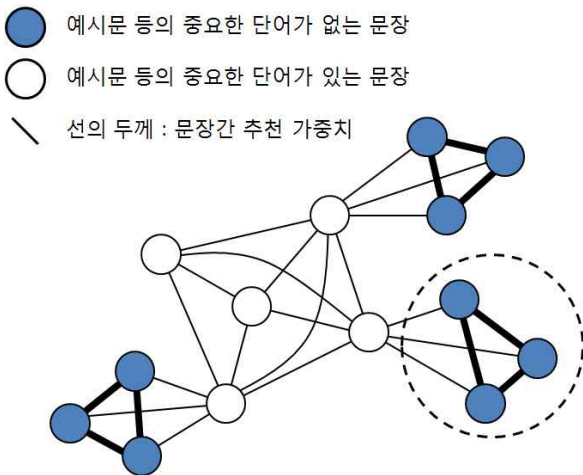 예시문 등의 중요한 단어가 없는 문장
예시문 등의 중요한 단어가 있는 문장
선의 두께 : 문장간 추천 가중치